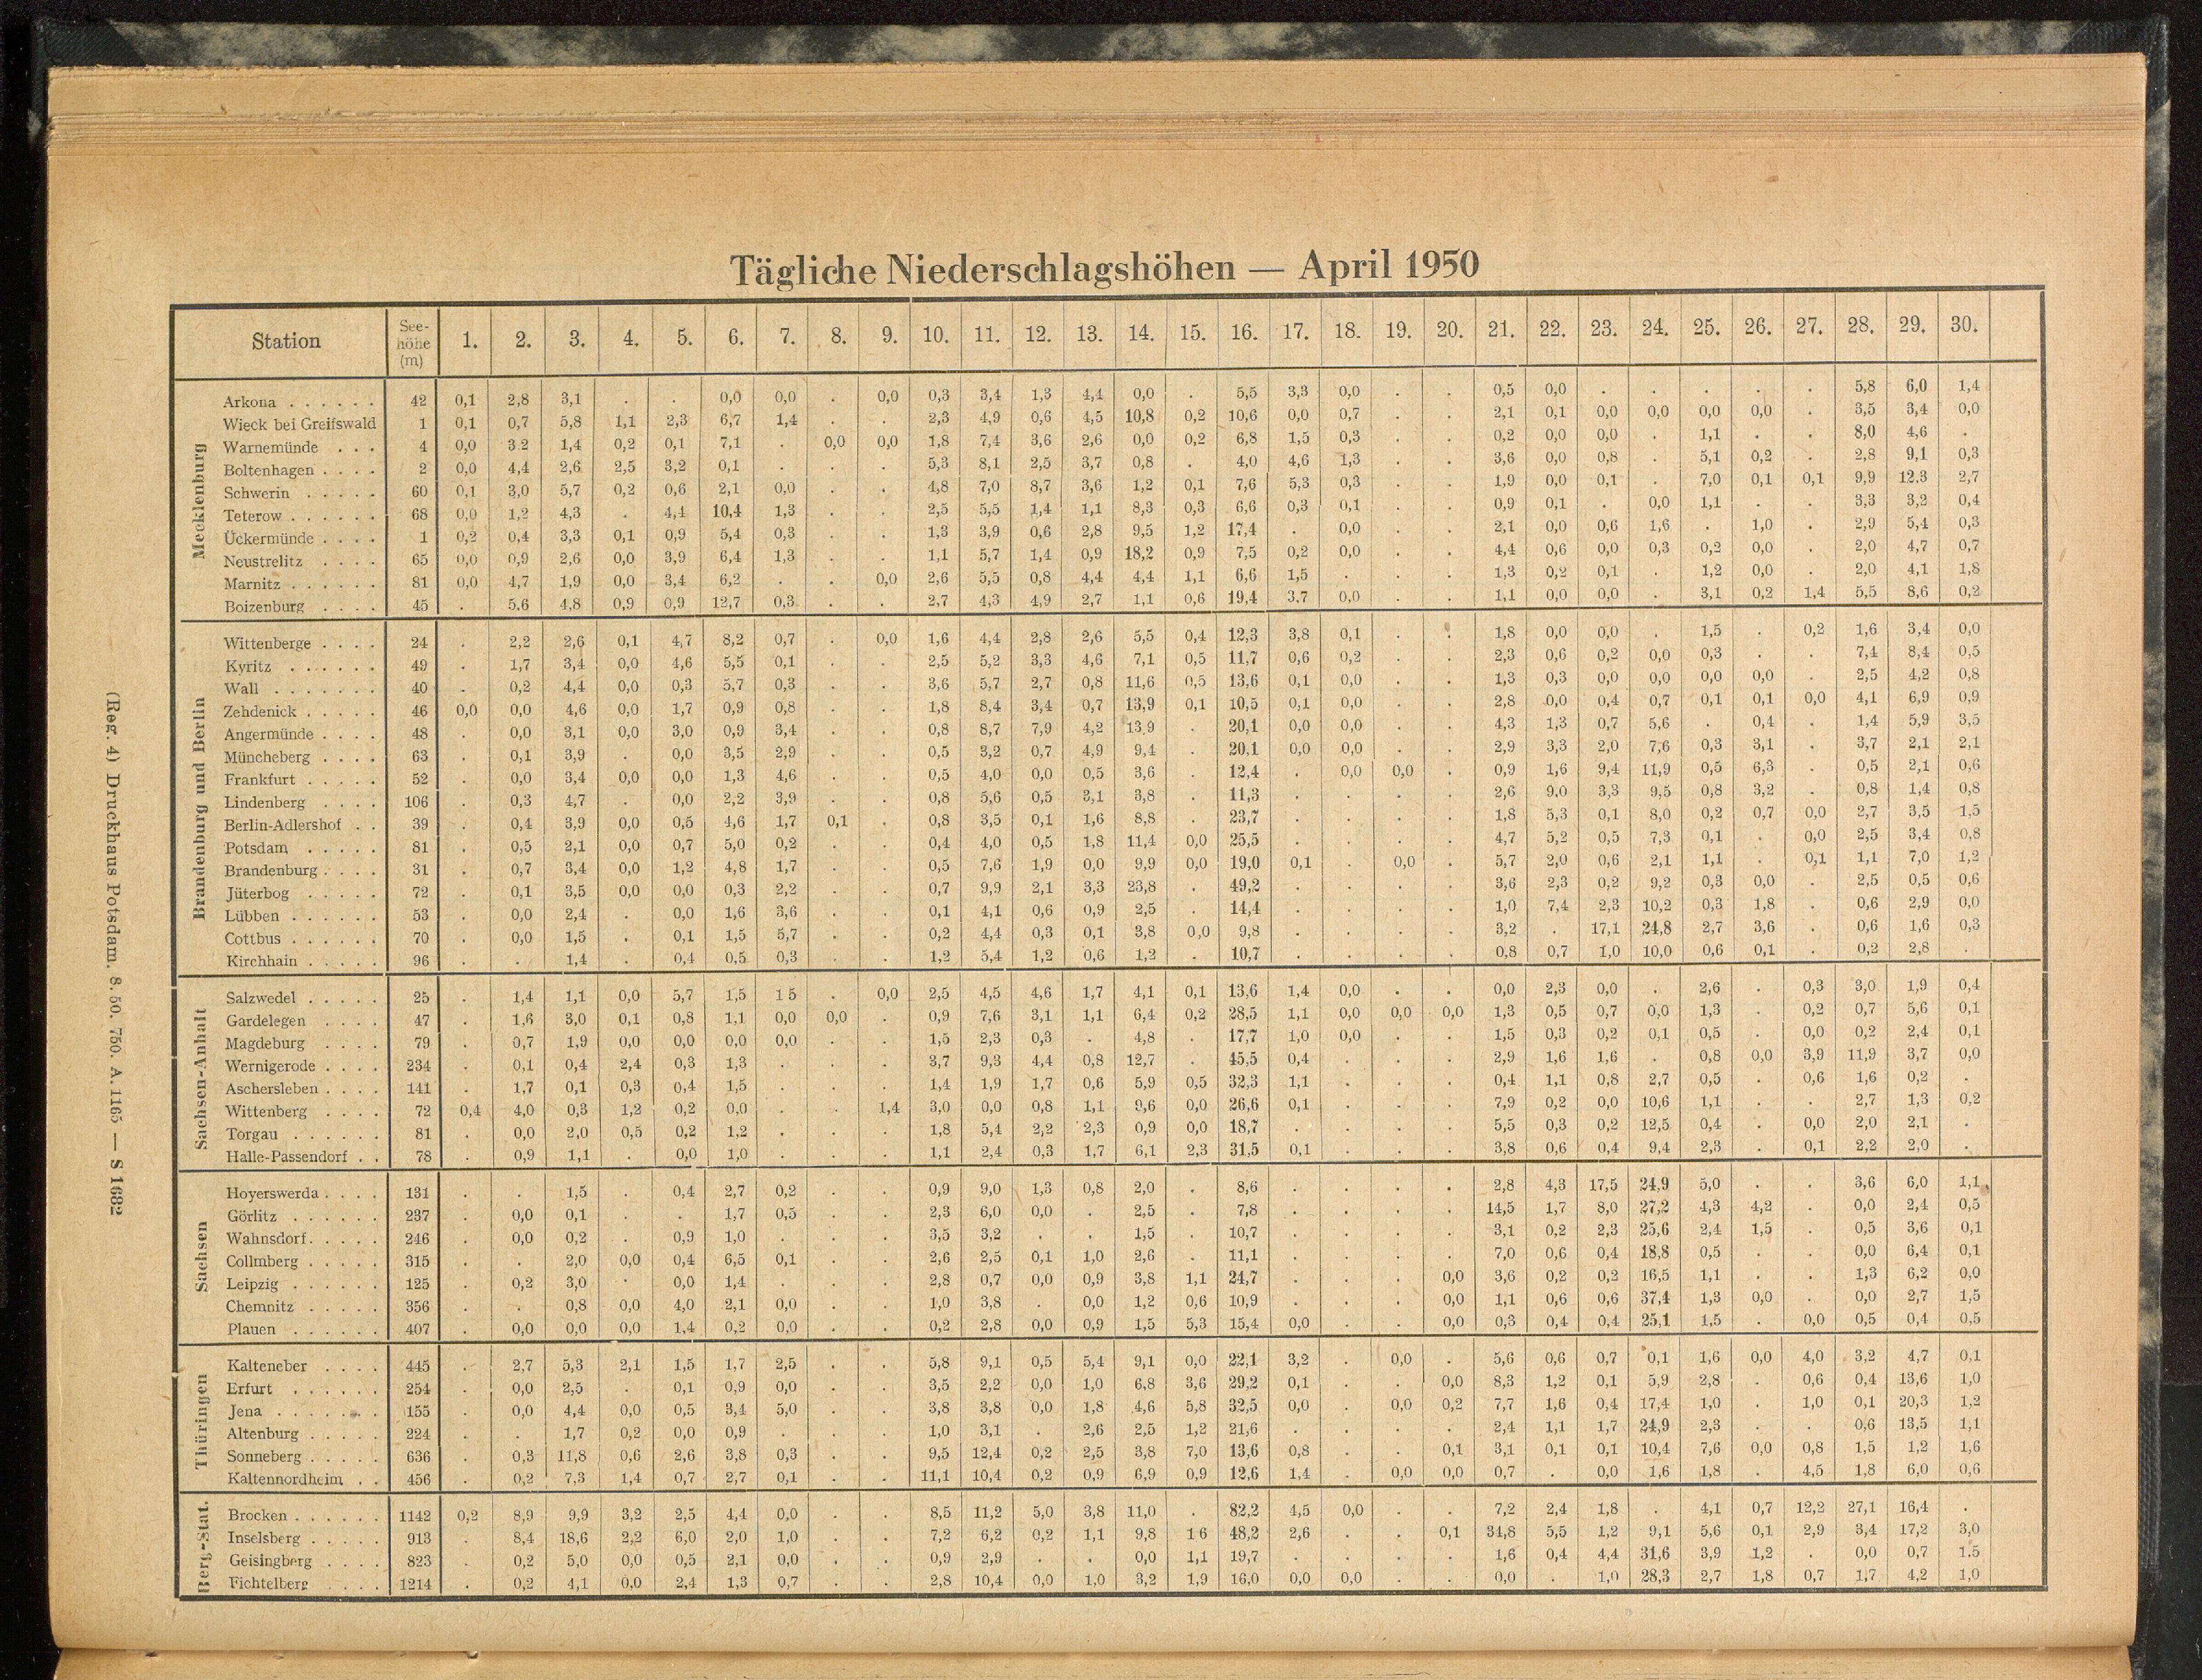 Tägliche Niederschlagshöhen — April 1950
Station See-höhe (m) 1. 2. 3. 4. 5. 6. 7. 8. 9. 10. 11. 12. 13. 14. 15. 16. 17. 18. 19. 20. 21. 22. 23. 24. 25. 26. 27. 28. 29. 30.
Mecklenburg
Arkona . . . . . . 42 0,1 2,8 3,1 . . 0,0 0,0 . 0,0 0,3 3,4 1,3 4,4 0,0 . 5,5 3,3 0,0 . . 0,5 0,0 . . . . . 5,8 6,0 1,4
Wieck bei Greifswald 1 0,1 0,7 5,8 1,1 2,3 6,7 1,4 . . 2,3 4,9 0,6 4,5 10,8 0,2 10,6 0,0 0,7 . . 2,1 0,1 0,0 0,0 0,0 0,0 . 3,5 3,4 0,0
Warnemünde . . . 4 0,0 3 2 1,4 0,2 0,1 7,1 . 0,0 0,0 1,8 7,4 3,6 2,6 0,0 0,2 6,8 1,5 0,3 . . 0,2 0,0 0,0 . 1,1 . . 8,0 4,6 .
Boltenhagen . . . . 2 0,0 4,4 2,6 2,5 3,2 0,1 . . . 5,3 8,1 2,5 3,7 0,8 . 4,0 4,6 1,3 . . 3,6 0,0 0,8 . 5,1 0,2 . 2,8 9,1 0,3
Schwerin . . . . . 60 0,1 3,0 5,7 0,2 0,6 2,1 0,0 . . 4,8 7,0 8,7 3,6 1,2 0,1 7,6 5,3 0,3 . . 1,9 0,0 0,1 . 7,0 0,1 0,1 9,9 12,3 2,7
Teterow . . . . . . 68 0,0 1,2 4,3 . 4,4 10,4 1,3 . . 2,5 5,5 1,4 1,1 8,3 0,3 6,6 0,3 0,1 . . 0,9 0,1 . 0,0 1,1 . . 3,3 3,2 0,4
Ückermünde . . . . 1 0,2 0,4 3,3 0,1 0,9 5,4 0,3 . . 1,3 3,9 0,6 2,8 9,5 1,2 17,4 . 0,0 . . 2,1 0,0 0,6 1,6 . 1,0 . 2,9 5,4 0,3
Neustrelitz . . . . 65 0,0 0,9 2,6 0,0 3,9 6,4 1,3 . . 1,1 5,7 1,4 0,9 18,2 0,9 7,5 0,2 0,0 . . 4,4 0,6 0,0 0,3 0,2 0,0 . 2,0 4,7 0,7
Marnitz . . . . . . 81 0,0 4,7 1,9 0,0 3,4 6,2 . . 0,0 2,6 5,5 0,8 4,4 4,4 1,1 6,6 1,5 . . . 1,3 0,2 0,1 . 1,2 0,0 . 2,0 4,1 1,8
Boizenburg . . . . 45 . 5,6 4,8 0,9 0,9 12,7 0,3 . . 2,7 4,3 4,9 2,7 1,1 0,6 19,4 3,7 0,0 . . 1,1 0,0 0,0 . 3,1 0,2 1,4 5,5 8,6 0,2
Brandenburg und Berlin
Wittenberge . . . . 24 . 2,2 2,6 0,1 4,7 8,2 0,7 . 0,0 1,6 4,4 2,8 2,6 5,5 0,4 12,3 3,8 0,1 . . 1,8 0,0 0,0 . 1,5 . 0,2 1,6 3,4 0,0
Kyritz . . . . . . 49 . 1,7 3,4 0,0 4,6 5,5 0,1 . . 2,5 5,2 3,3 4,6 7,1 0,5 11,7 0,6 0,2 . . 2,3 0,6 0,2 0,0 0,3 . . 7,4 8,4 0,5
Wall . . . . . . . 40 . 0,2 4,4 0,0 0,3 5,7 0,3 . . 3,6 5,7 2,7 0,8 11,6 0,5 13,6 0,1 0,0 . . 1,3 0,3 0,0 0,0 0,0 0,0 . 2,5 4,2 0,8
Zehdenick . . . . . 46 0,0 0,0 4,6 0,0 1,7 0,9 0,8 . . 1,8 8,4 3,4 0,7 13,9 0,1 10,5 0,1 0,0 . . 2,8 0,0 0,4 0,7 0,1 0,1 0,0 4,1 6,9 0,9
Angermünde . . . . 48 . 0,0 3,1 0,0 3,0 0,9 3,4 . . 0,8 8,7 7,9 4,2 13,9 . 20,1 0,0 0,0 . . 4,3 1,3 0,7 5,6 . 0,4 . 1,4 5,9 3,5
Müncheberg . . . . 63 . 0,1 3,9 . 0,0 3,5 2,9 . . 0,5 3,2 0,7 4,9 9,4 . 20,1 0,0 0,0 . . 2,9 3,3 2,0 7,6 0,3 3,1 . 3,7 2,1 2,1
Frankfurt . . . . . 52 . 0,0 3,4 0,0 0,0 1,3 4,6 . . 0,5 4,0 0,0 0,5 3,6 . 12,4 . 0,0 0,0 . 0,9 1,6 9,4 11,9 0,5 6,3 . 0,5 2,1 0,6
Lindenberg . . . . 106 . 0,3 4,7 . 0,0 2,2 3,9 . . 0,8 5,6 0,5 3,1 3,8 . 11,3 . . . . 2,6 9,0 3,3 9,5 0,8 3,2 . 0,8 1,4 0,8
Berlin-Adlershof . . 39 . 0,4 3,9 0,0 0,5 4,6 1,7 0,1 . 0,8 3,5 0,1 1,6 8,8 . 23,7 . . . . 1,8 5,3 0,1 8,0 0,2 0,7 0,0 2,7 3,5 1,5
Potsdam . . . . . 81 . 0,5 2,1 0,0 0,7 5,0 0,2 . . 0,4 4,0 0,5 1,8 11,4 0,0 25,5 . . . . 4,7 5,2 0,5 7,3 0,1 . 0,0 2,5 3,4 0,8
Brandenburg . . . . 31 . 0,7 3,4 0,0 1,2 4,8 1,7 . . 0,5 7,6 1,9 0,0 9,9 0,0 19,0 0,1 . 0,0 . 5,7 2,0 0,6 2,1 1,1 . 0,1 1,1 7,0 1,2
Jüterbog . . . . . 72 . 0,1 3,5 0,0 0,0 0,3 2,2 . . 0,7 9,9 2,1 3,3 23,8 . 49,2 . . . . 3,6 2,3 0,2 9,2 0,3 0,0 . 2,5 0,5 0,6
Lübben . . . . . . 53 . 0,0 2,4 . 0,0 1,6 3,6 . . 0,1 4,1 0,6 0,9 2,5 . 14,4 . . . . 1,0 7,4 2,3 10,2 0,3 1,8 . 0,6 2,9 0,0
Cottbus . . . . . . 70 . 0,0 1,5 . 0,1 1,5 5,7 . . 0,2 4,4 0,3 0,1 3,8 0,0 9,8 . . . . 3,2 . 17,1 24,8 2,7 3,6 . 0,6 1,6 0,3
Kirchhain . . . . . 96 . . 1,4 . 0,4 0,5 0,3 . . 1,2 5,4 1,2 0,6 1,2 . 10,7 . . . . 0,8 0,7 1,0 10,0 0,6 0,1 . 0,2 2,8 .
Sachsen-Anhalt
Salzwedel . . . . . 25 . 1,4 1,1 0,0 5,7 1,5 1 5 . 0,0 2,5 4,5 4,6 1,7 4,1 0,1 13,6 1,4 0,0 . . 0,0 2,3 0,0 . 2,6 . 0,3 3,0 1,9 0,4
Gardelegen . . . . 47 . 1,6 3,0 0,1 0,8 1,1 0,0 0,0 . 0,9 7,6 3,1 1,1 6,4 0,2 28,5 1,1 0,0 0,0 0,0 1,3 0,5 0,7 0,0 1,3 . 0,2 0,7 5,6 0,1
Magdeburg . . . . 79 . 0,7 1,9 0,0 0,0 0,0 0,0 . . 1,5 2,3 0,3 . 4,8 . 17,7 1,0 0,0 . . 1,5 0,3 0,2 0,1 0,5 . 0,0 0,2 2,4 0,1
Wernigerode . . . . 234 . 0,1 0,4 2,4 0,3 1,3 . . . 3,7 9,3 4,4 0,8 12,7 . 45,5 0,4 . . . 2,9 1,6 1,6 . 0,8 0,0 3,9 11,9 3,7 0,0
Aschersleben . . . . 141 . 1,7 0,1 0,3 0,4 1,5 . . . 1,4 1,9 1,7 0,6 5,9 0,5 32,3 1,1 . . . 0,4 1,1 0,8 2,7 0,5 . 0,6 1,6 0,2 .
Wittenberg . . . . 72 0,4 4,0 0,3 1,2 0,2 0,0 . . 1,4 3,0 0,0 0,8 1,1 9,6 0,0 26,6 0,1 . . . 7,9 0,2 0,0 10,6 1,1 . . 2,7 1,3 0,2
Torgau . . . . . . 81 . 0,0 2,0 0,5 0,2 1,2 . . . 1,8 5,4 2,2 2,3 0,9 0,0 18,7 . . . . 5,5 0,3 0,2 12,5 0,4 . 0,0 2,0 2,1 .
Halle-Passendorf . . 78 . 0,9 1,1 . 0,0 1,0 . . . 1,1 2,4 0,3 1,7 6,1 2,3 31,5 0,1 . . . 3,8 0,6 0,4 9,4 2,3 . 0,1 2,2 2,0 .
Sachsen
Hoyerswerda . . . . 131 . . 1,5 . 0,4 2,7 0,2 . . 0,9 9,0 1,3 0,8 2,0 . 8,6 . . . . 2,8 4,3 17,5 24,9 5,0 . . 3,6 6,0 1,1
Görlitz . . . . . . 237 . 0,0 0,1 . . 1,7 0,5 . . 2,3 6,0 0,0 . 2,5 . 7,8 . . . . 14,5 1,7 8,0 27,2 4,3 4,2 . 0,0 2,4 0,5
Wahnsdorf . . . . . 246 . 0,0 0,2 . 0,9 1,0 . . . 3,5 3,2 . . 1,5 . 10,7 . . . . 3,1 0,2 2,3 25,6 2,4 1,5 . 0,5 3,6 0,1
Collmberg . . . . . 315 . . 2,0 0,0 0,4 6,5 0,1 . . 2,6 2,5 0,1 1,0 2,6 . 11,1 . . . . 7,0 0,6 0,4 18,8 0,5 . . 0,0 6,4 0,1
Leipzig . . . . . . 125 . 0,2 3,0 . 0,0 1,4 . . . 2,8 0,7 0,0 0,9 3,8 1,1 24,7 . . . 0,0 3,6 0,2 0,2 16,5 1,1 . . 1,3 6,2 0,0
Chemnitz . . . . . 356 . . 0,8 0,0 4,0 2,1 0,0 . . 1,0 3,8 . 0,0 1,2 0,6 10,9 . . . 0,0 1,1 0,6 0,6 37,4 1,3 0,0 . 0,0 2,7 1,5
Plauen . . . . . . 407 . 0,0 0,0 0,0 1,4 0,2 0,0 . . 0,2 2,8 0,0 0,9 1,5 5,3 15,4 0,0 . . 0,0 0,3 0,4 0,4 25,1 1,5 . 0,0 0,5 0,4 0,5
Thüringen
Kalteneber . . . . 445 . 2,7 5,3 2,1 1,5 1,7 2,5 . . 5,8 9,1 0,5 5,4 9,1 0,0 22,1 3,2 . 0,0 . 5,6 0,6 0,7 0,1 1,6 0,0 4,0 3,2 4,7 0,1
Erfurt . . . . . . 254 . 0,0 2,5 . 0,1 0,9 0,0 . . 3,5 2,2 0,0 1,0 6,8 3,6 29,2 0,1 . . 0,0 8,3 1,2 0,1 5,9 2,8 . 0,6 0,4 13,6 1,0
Jena . . . . . . . 155 . 0,0 4,4 0,0 0,5 3,4 5,0 . . 3,8 3,8 0,0 1,8 4,6 5,8 32,5 0,0 . 0,0 0,2 7,7 1,6 0,4 17,4 1,0 . 1,0 0,1 20,3 1,2
Altenburg . . . . . 224 . . 1,7 0,2 0,0 0,9 . . . 1,0 3,1 . 2,6 2,5 1,2 21,6 . . . . 2,4 1,1 1,7 24,9 2,3 . . 0,6 13,5 1,1
Sonneberg . . . . . 636 . 0,3 11,8 0,6 2,6 3,8 0,3 . . 9,5 12,4 0,2 2,5 3,8 7,0 13,6 0,8 . . 0,1 3,1 0,1 0,1 10,4 7,6 0,0 0,8 1,5 1,2 1,6
Kaltennordheim . . 456 . 0,2 7,3 1,4 0,7 2,7 0,1 . . 11,1 10,4 0,2 0,9 6,9 0,9 12,6 1,4 . 0,0 0,0 0,7 . 0,0 1,6 1,8 . 4,5 1,8 6,0 0,6
Berg-Stat.
Brocken . . . . . . 1142 0,2 8,9 9,9 3,2 2,5 4,4 0,0 . . 8,5 11,2 5,0 3,8 11,0 . 82,2 4,5 0,0 . . 7,2 2,4 1,8 . 4,1 0,7 12,2 27,1 16,4 .
Inselsberg . . . . . 913 . 8,4 18,6 2,2 6,0 2,0 1,0 . . 7,2 6,2 0,2 1,1 9,8 1 6 48,2 2,6 . . 0,1 34,8 5,5 1,2 9,1 5,6 0,1 2,9 3,4 17,2 3,0
Geisingberg . . . . 823 . 0,2 5,0 0,0 0,5 2,1 0,0 . . 0,9 2,9 . . 0,0 1,1 19,7 . . . . 1,6 0,4 4,4 31,6 3,9 1,2 . 0,0 0,7 1.5
Fichtelberg . . . . 1214 . 0,2 4,1 0,0 2,4 1,3 0,7 . . 2,8 10,4 0,0 1,0 3,2 1,9 16,0 0,0 0,0 . . 0,0 . 1,0 28,3 2,7 1,8 0,7 1,7 4,2 1,0
(Reg. 4) Druckhaus Potsdam. 8. 50. 750. A. 1165 — S 1682